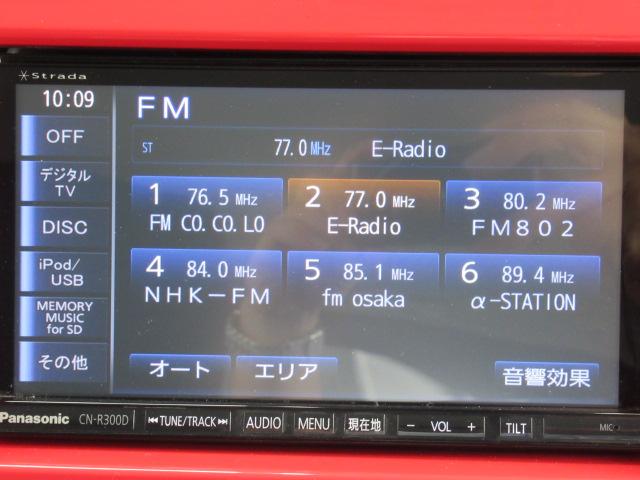 Strada
10:09
FM
OFF
ST 77.0 MHz E-Radio
デジタル
TV
1 76.5 MHz
FM CO.CO.LO
2 77.0 MHz
E-Radio
3 80.2 MHz
FM802
DISC
iPod/
USB
4 84.0 MHz
NHK-FM
5 85.1 MHz
fm osaka
6 89.4 MHz
α-STATION
MEMORY
MUSIC
for SD
その他
オート
エリア
音響効果
Panasonic CN-R300D TUNE/TRACK AUDIO MENU 現在地 - VOL + TILT MIC